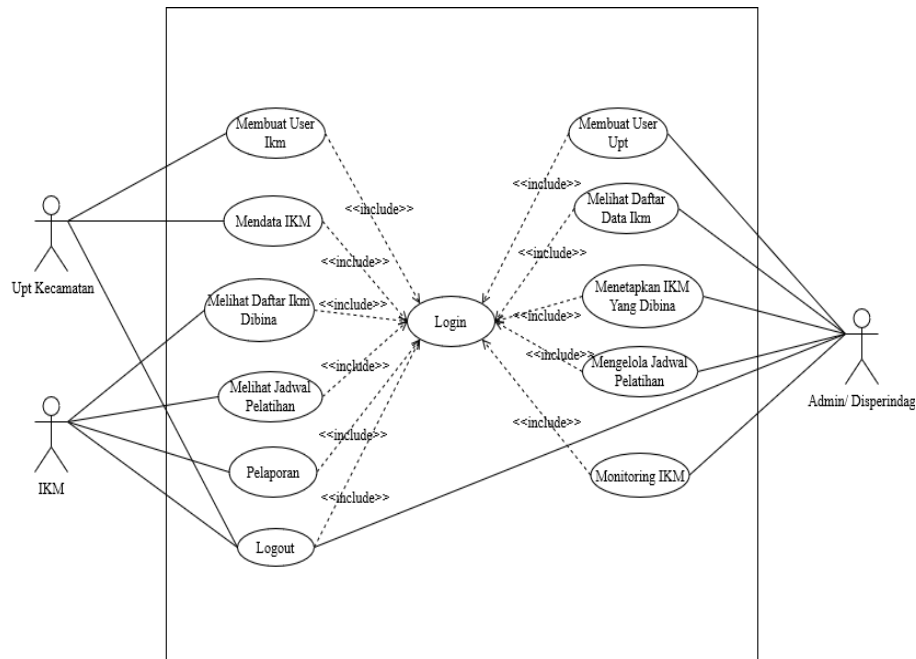 Membuat User
Ikm
Membuat User
Upt
<<include>>
<<include>>
Mendata IKM
Melihat Daftar
Data Ikm
Upt Kecamatan
<<include>>
<<include>>
Melihat Daftar Ikm
Dibina
<<include>>
Login
<<include>>
Menetapkan IKM
Yang Dibina
<<include>>
<<include>>
Mengelola Jadwal
Pelatihan
Melihat Jadwal
Pelatihan
Admin/ Disperindag
IKM
<<include>>
<<include>>
Pelaporan
Monitoring IKM
<<include>>
Logout